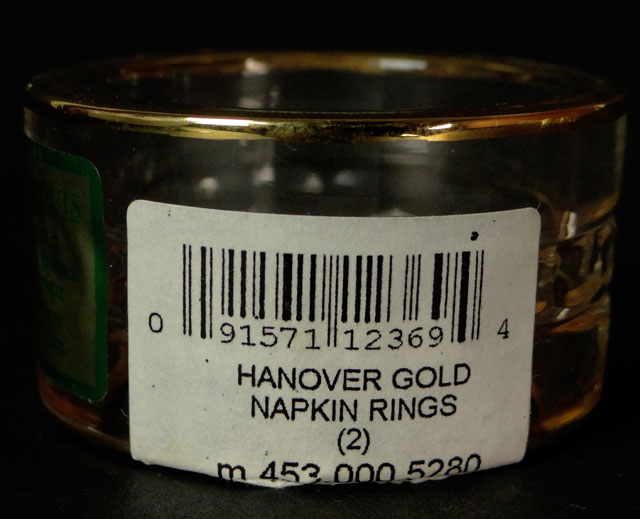 0 91571 12369 4
HANOVER GOLD
NAPKIN RINGS
(2)
m 453 000 5280